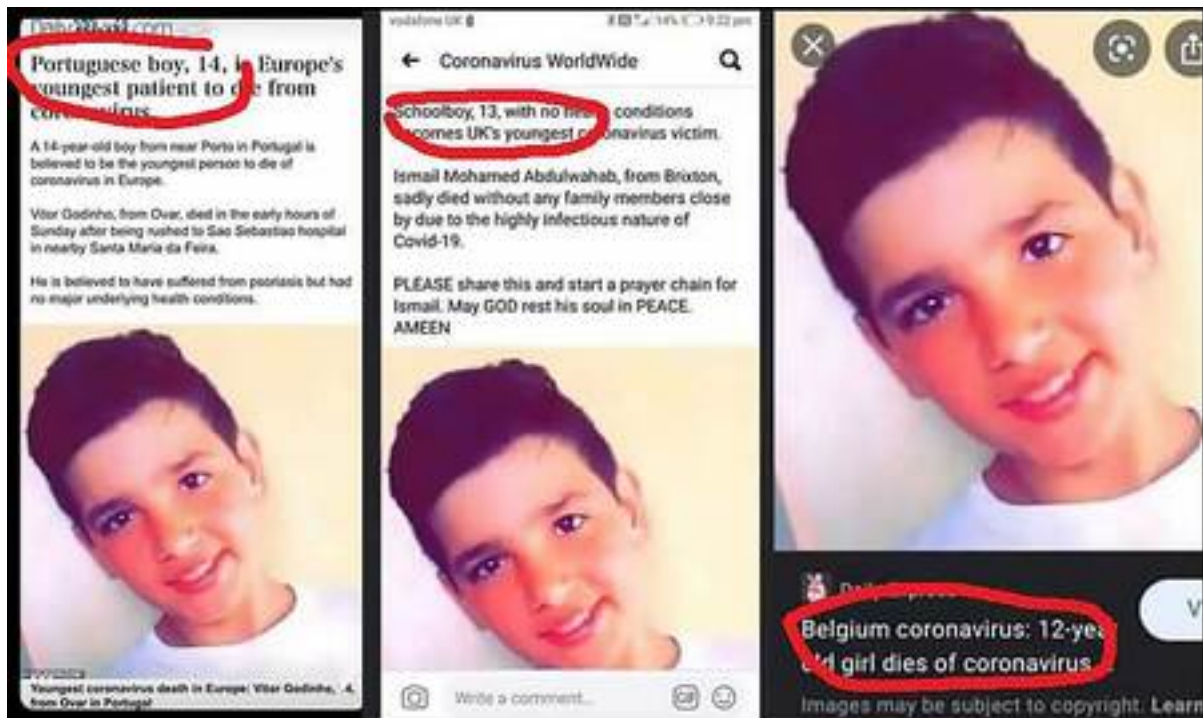 Portuguese boy, 14, is Europe's
youngest patient to die from
coronavirus
A 14-year-old boy from near Porto in Portugal is
believed to be the youngest person to die of
coronavirus in Europe.
Vitor Godinho, from Ovar, died in the early hours of
Sunday after being rushed to Sao Sebastiao hospital
in nearby Santa Maria da Feira.
He is believed to have suffered from psoriasis but had
no major underlying health conditions.
Youngest coronavirus death in Europe: Vitor Godinho,
from Ovar in Portugal
vodafone UK
14% 9:22 pm
Coronavirus WorldWide
Schoolboy, 13, with no health conditions
becomes UK's youngest coronavirus victim.
Ismail Mohamed Abdulwahab, from Brixton,
sadly died without any family members close
by due to the highly infectious nature of
Covid-19.
PLEASE share this and start a prayer chain for
Ismail. May GOD rest his soul in PEACE.
AMEEN
Write a comment...
GIF
Belgium coronavirus: 12-yea
old girl dies of coronavirus ...
Images may be subject to copyright. Learn